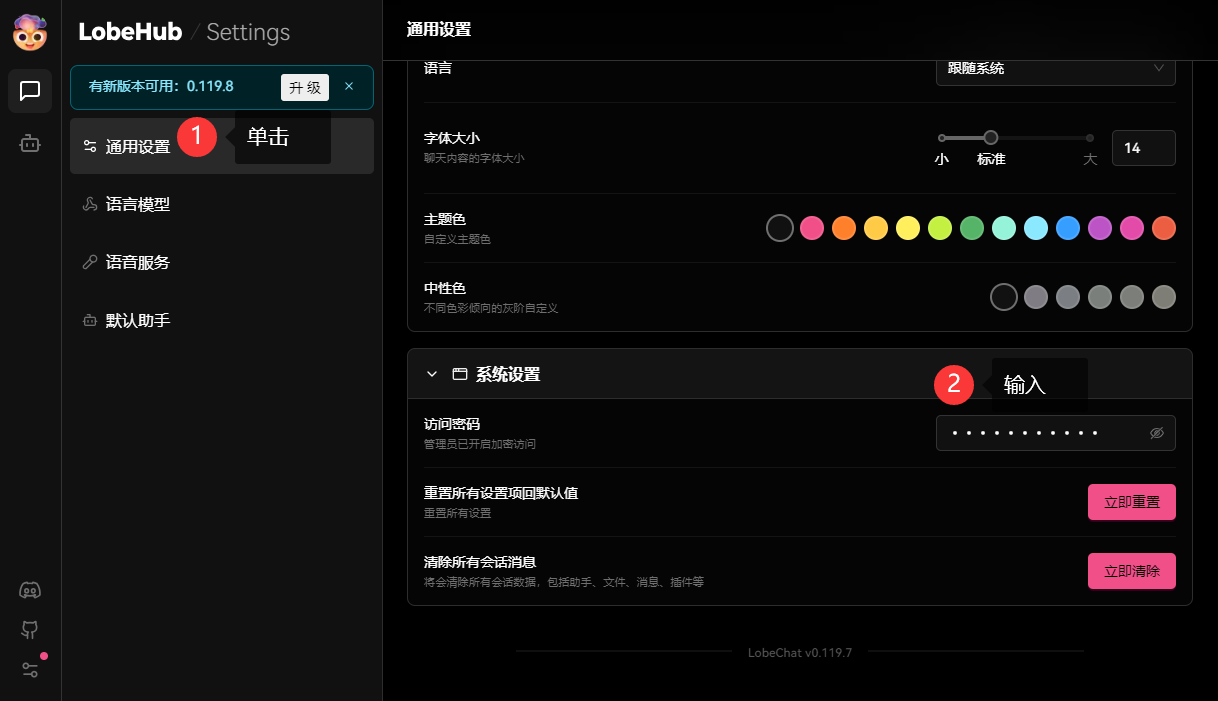 LobeHub / Settings
有新版本可用：0.119.8
升 级
1
单击
通用设置
语言模型
语音服务
默认助手
通用设置
语言
跟随系统
字体大小
聊天内容的字体大小
小
标准
大
14
主题色
自定义主题色
中性色
不同色彩倾向的灰阶自定义
系统设置
2
输入
访问密码
管理员已开启加密访问
重置所有设置项回默认值
重置所有设置
立即重置
清除所有会话消息
将会清除所有会话数据，包括助手、文件、消息、插件等
立即清除
LobeChat v0.119.7